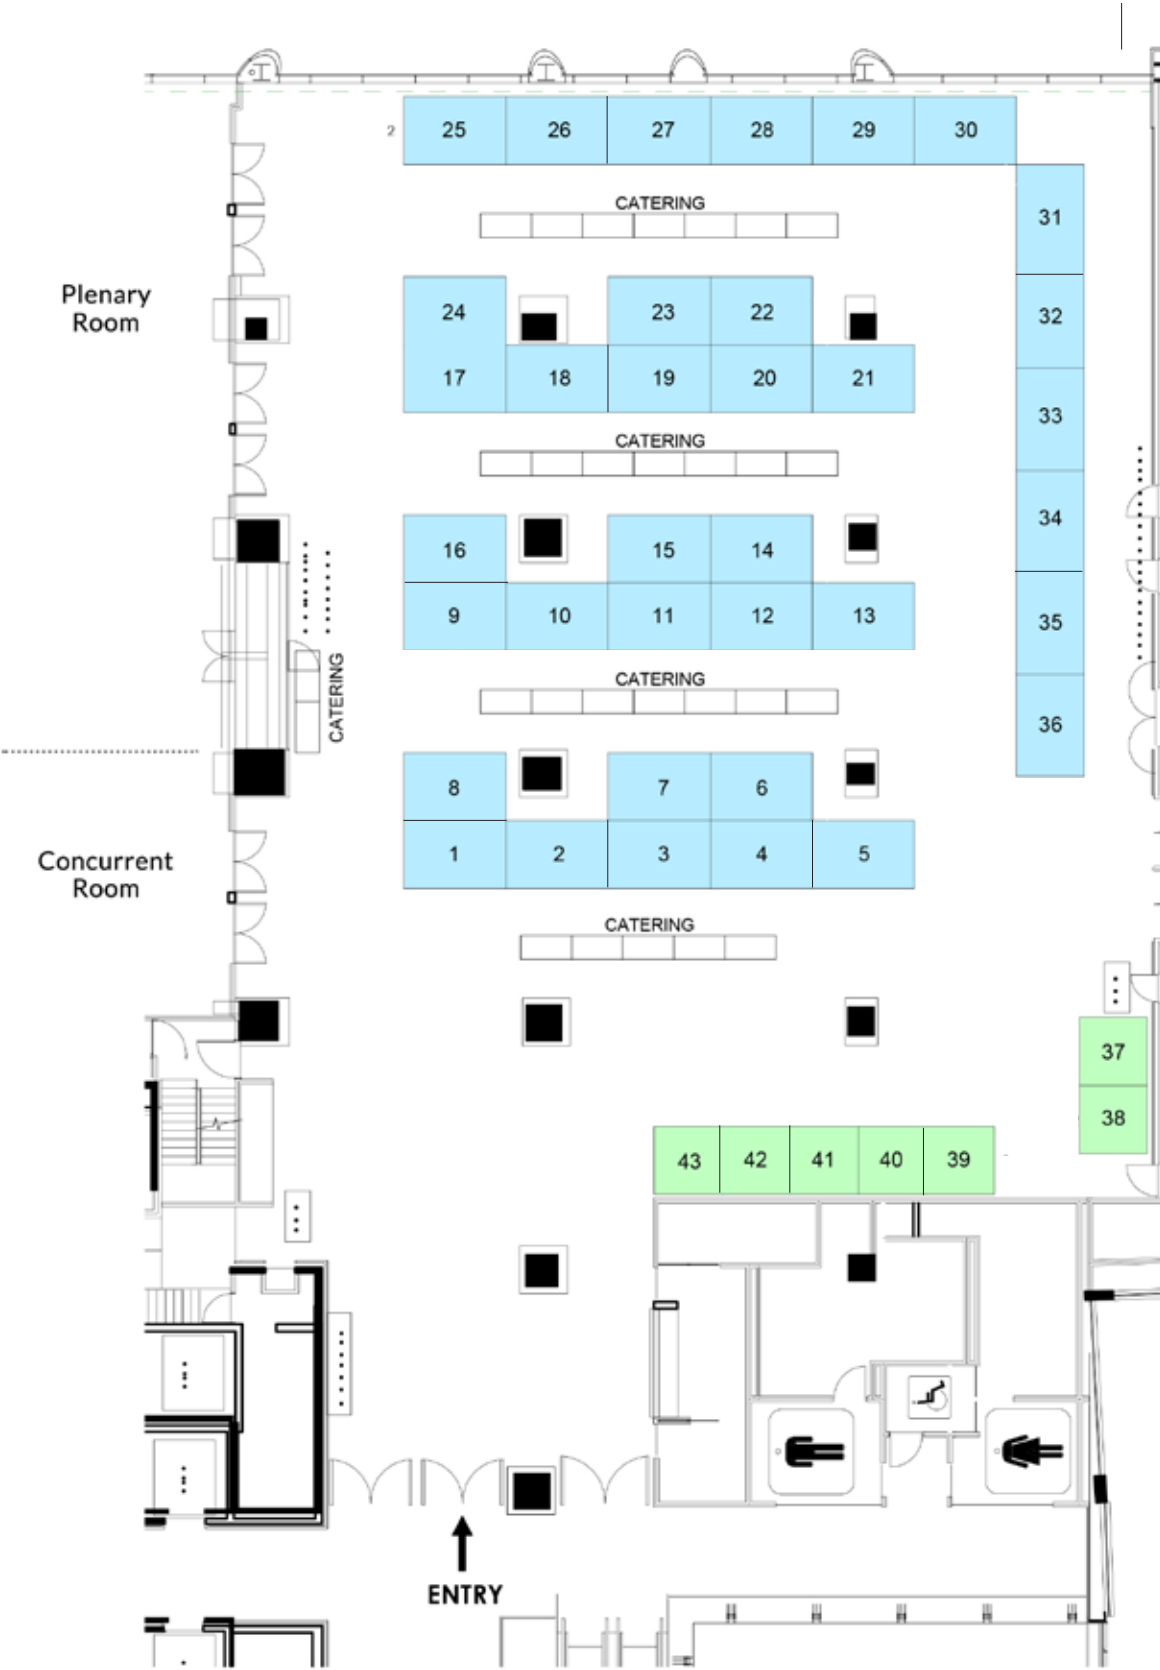 2 25 26 27 28 29 30
CATERING
31
Plenary
Room
24 23 22
32
17 18 19 20 21
33
CATERING
34
16 15 14
9 10 11 12 13
35
CATERING
CATERING
36
8 7 6
1 2 3 4 5
Concurrent
Room
CATERING
37
38
43 42 41 40 39
ENTRY